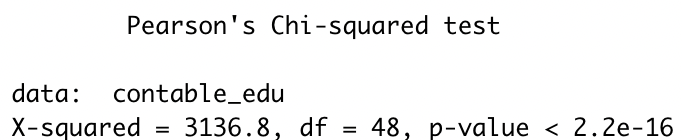 Pearson's Chi-squared test
data:  contable_edu
X-squared = 3136.8, df = 48, p-value < 2.2e-16